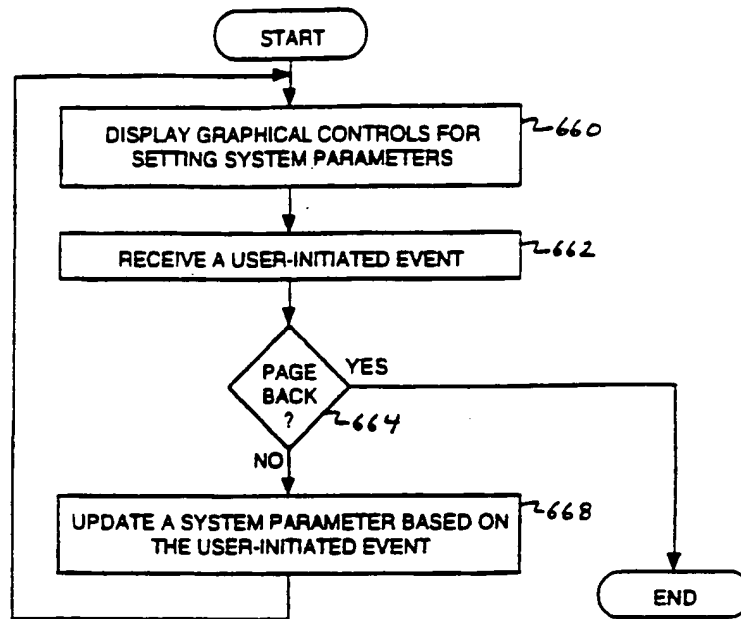 START
DISPLAY GRAPHICAL CONTROLS FOR
SETTING SYSTEM PARAMETERS
660
RECEIVE A USER-INITIATED EVENT
662
PAGE
BACK
?
YES
664
NO
UPDATE A SYSTEM PARAMETER BASED ON
THE USER-INITIATED EVENT
668
END